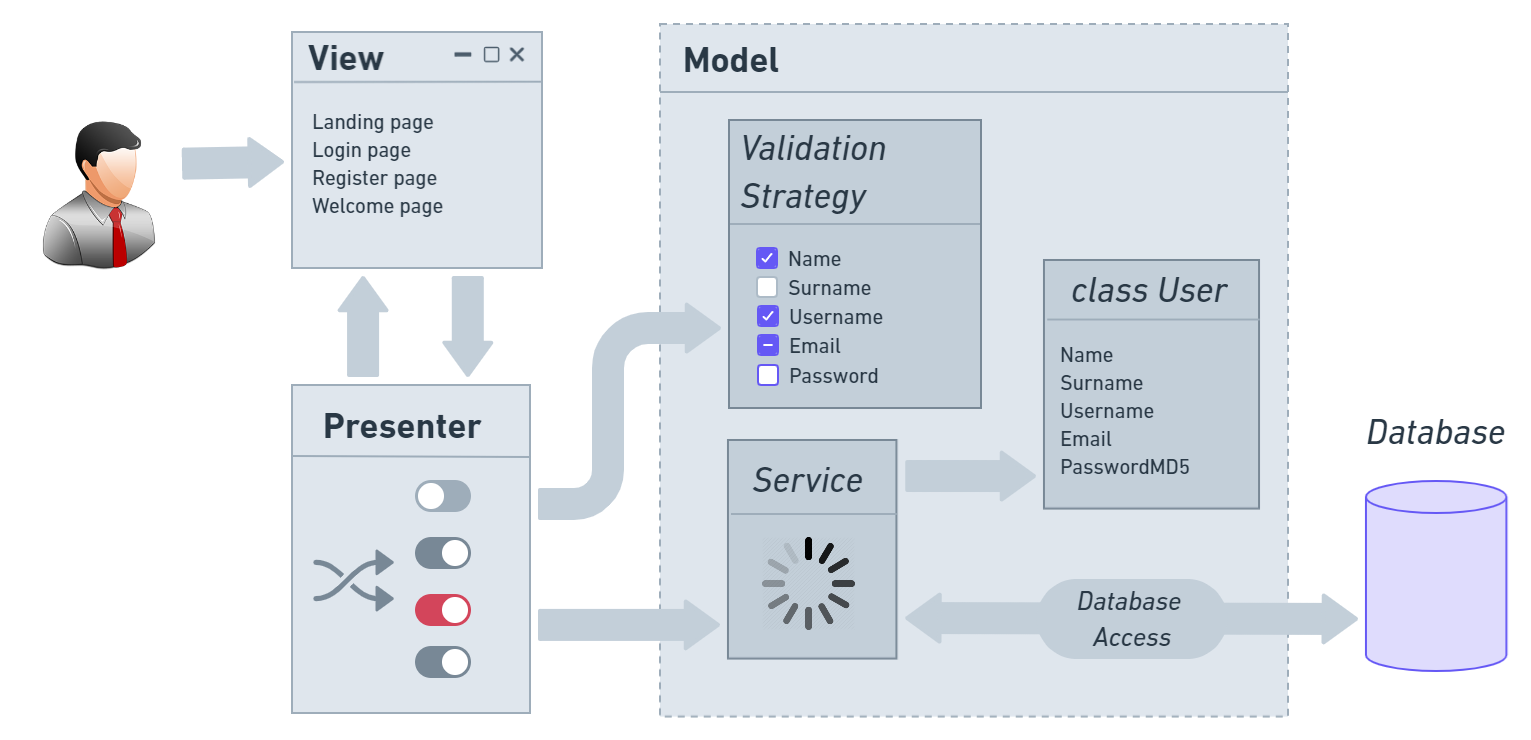 View
Landing page
Login page
Register page
Welcome page
Presenter
Model
Validation
Strategy
Name
Surname
Username
Email
Password
Service
class User
Name
Surname
Username
Email
PasswordMD5
Database
Access
Database